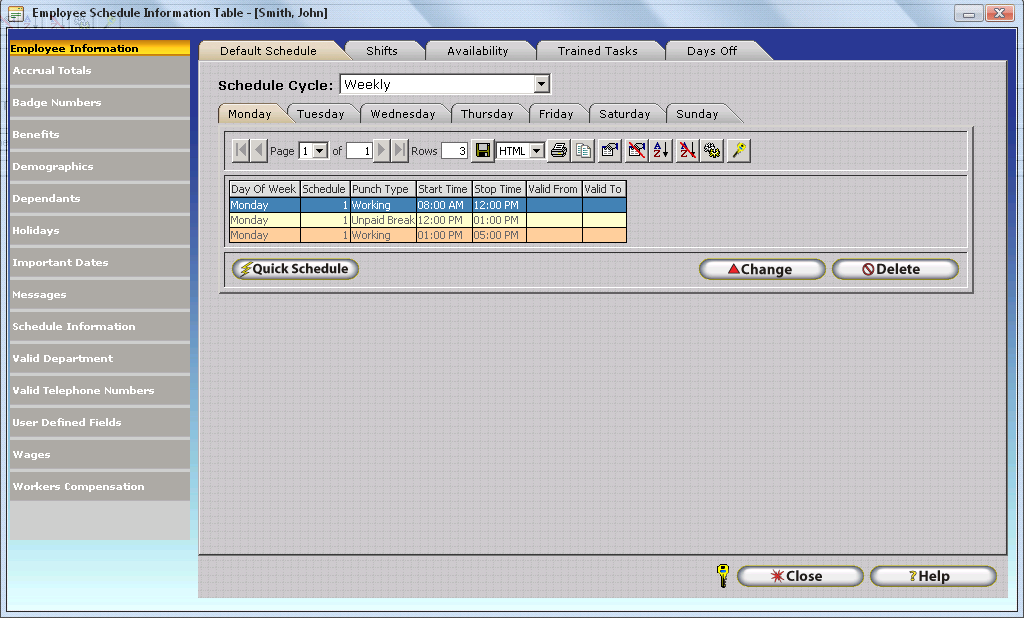 Employee Schedule Information Table - [Smith, John]
Employee Information
Accrual Totals
Badge Numbers
Benefits
Demographics
Dependants
Holidays
Important Dates
Messages
Schedule Information
Valid Department
Valid Telephone Numbers
User Defined Fields
Wages
Workers Compensation
Default Schedule Shifts Availability Trained Tasks Days Off
Schedule Cycle: Weekly
Monday Tuesday Wednesday Thursday Friday Saturday Sunday
Page 1 of 1 Rows 3 HTML
Day Of Week Schedule Punch Type Start Time Stop Time Valid From Valid To
Monday 1 Working 08:00 AM 12:00 PM
Monday 1 Unpaid Break 12:00 PM 01:00 PM
Monday 1 Working 01:00 PM 05:00 PM
Quick Schedule Change Delete
Close ?Help